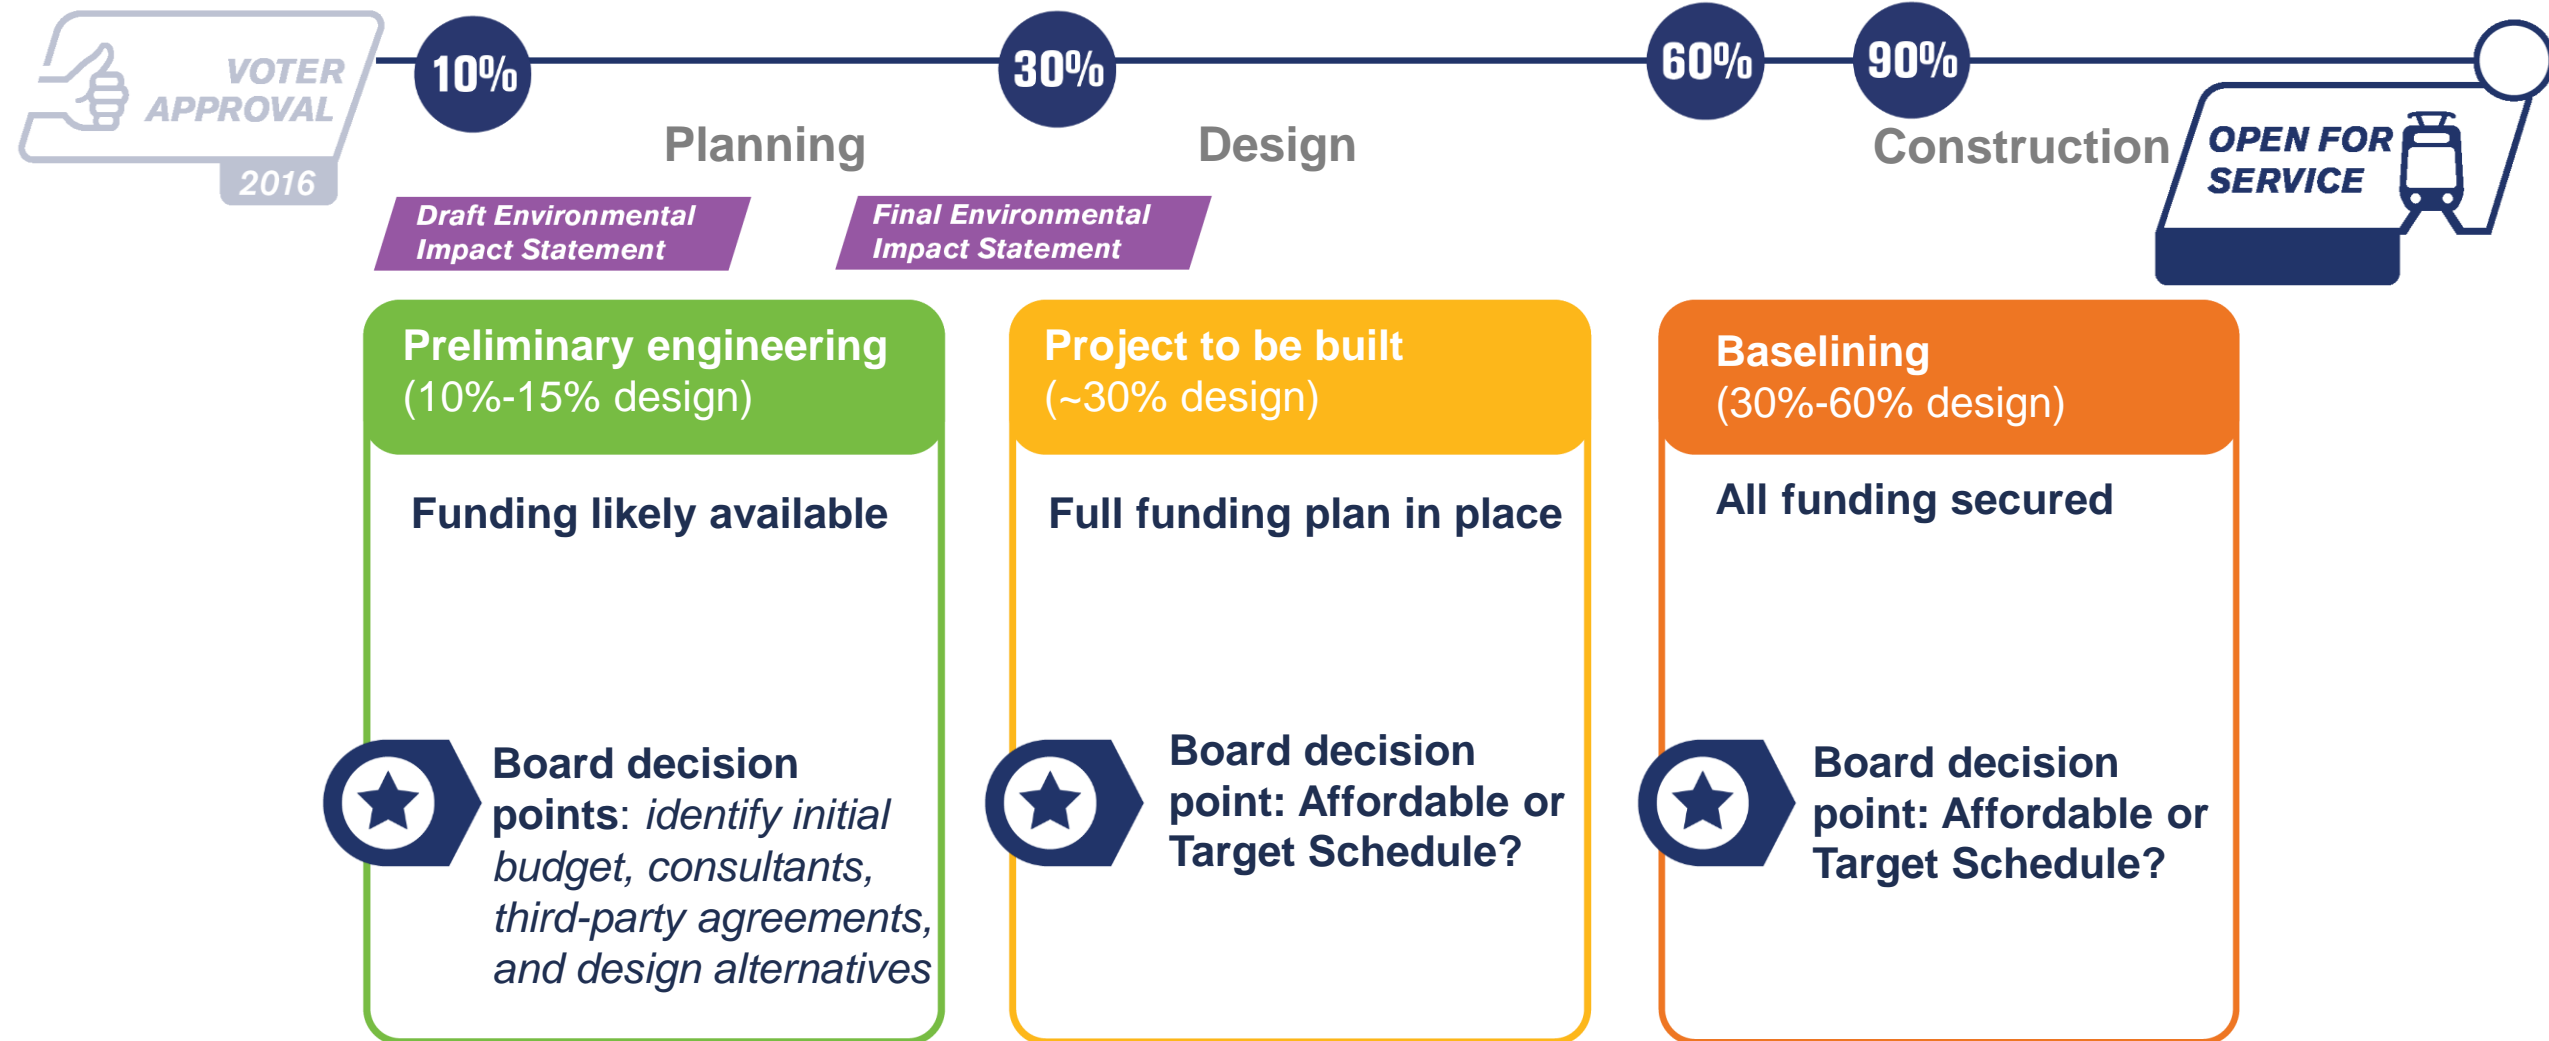 VOTER
APPROVAL
2016
10%
30%
60%
90%
Planning
Design
Construction
OPEN FOR
SERVICE
Draft Environmental
Impact Statement
Final Environmental
Impact Statement
Preliminary engineering
(10%-15% design)
Funding likely available
Board decision
points: identify initial
budget, consultants,
third-party agreements,
and design alternatives
Project to be built
(~30% design)
Full funding plan in place
Board decision
point: Affordable or
Target Schedule?
Baselining
(30%-60% design)
All funding secured
Board decision
point: Affordable or
Target Schedule?